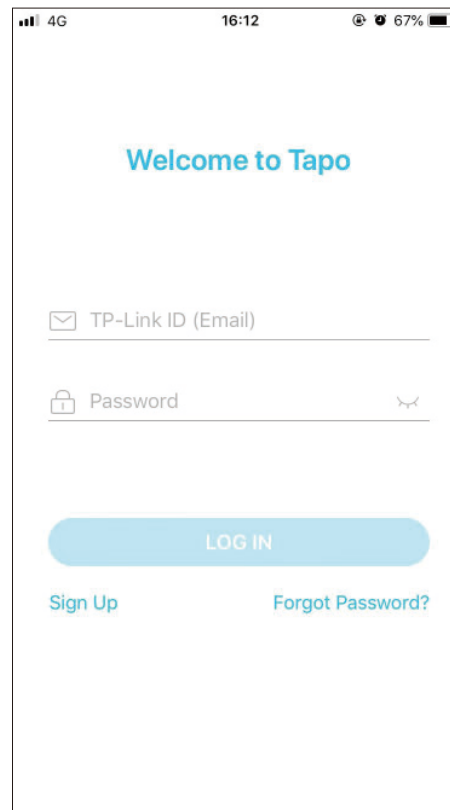 4G 16:12 67%
Welcome to Tapo
TP-Link ID (Email)
Password
LOG IN
Sign Up Forgot Password?